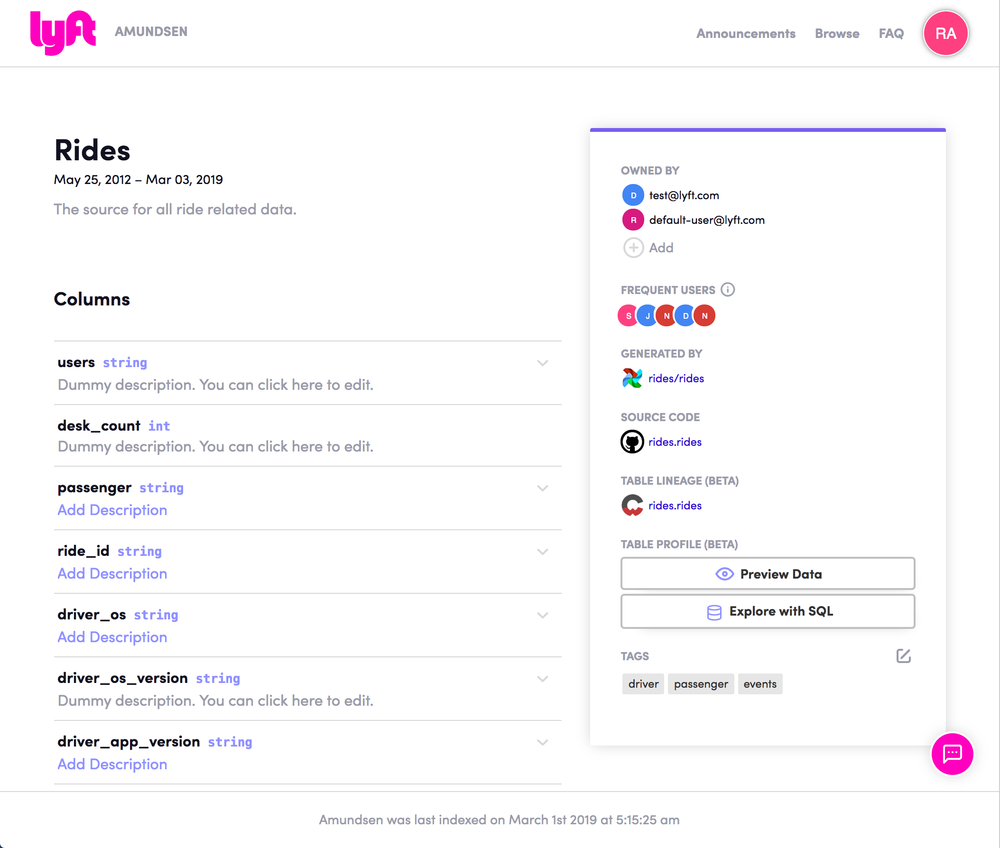 lyft AMUNDSEN
Announcements Browse FAQ RA
Rides
May 25, 2012 – Mar 03, 2019
The source for all ride related data.
Columns
users string
Dummy description. You can click here to edit.
desk_count int
Dummy description. You can click here to edit.
passenger string
Add Description
ride_id string
Add Description
driver_os string
Add Description
driver_os_version string
Dummy description. You can click here to edit.
driver_app_version string
Add Description
OWNED BY
D test@lyft.com
R default-user@lyft.com
Add
FREQUENT USERS
S J N D N
GENERATED BY
rides/rides
SOURCE CODE
rides.rides
TABLE LINEAGE (BETA)
rides.rides
TABLE PROFILE (BETA)
Preview Data
Explore with SQL
TAGS
driver passenger events
Amundsen was last indexed on March 1st 2019 at 5:15:25 am